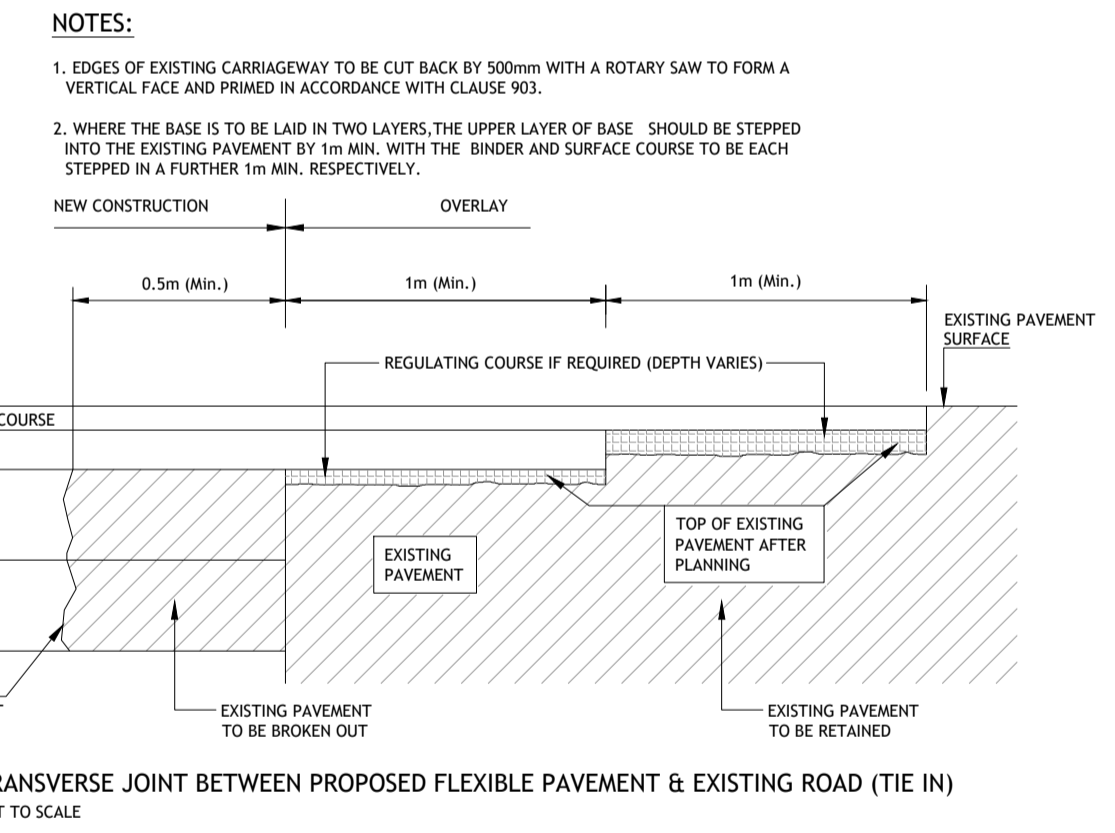 NOTES:
1. EDGES OF EXISTING CARRIAGEWAY TO BE CUT BACK BY 500mm WITH A ROTARY SAW TO FORM A
VERTICAL FACE AND PRIMED IN ACCORDANCE WITH CLAUSE 903.
2. WHERE THE BASE IS TO BE LAID IN TWO LAYERS,THE UPPER LAYER OF BASE SHOULD BE STEPPED
INTO THE EXISTING PAVEMENT BY 1m MIN. WITH THE BINDER AND SURFACE COURSE TO BE EACH
STEPPED IN A FURTHER 1m MIN. RESPECTIVELY.
NEW CONSTRUCTION
OVERLAY
0.5m (Min.)
1m (Min.)
1m (Min.)
EXISTING PAVEMENT
SURFACE
REGULATING COURSE IF REQUIRED (DEPTH VARIES)
COURSE
TOP OF EXISTING
PAVEMENT AFTER
PLANNING
EXISTING
PAVEMENT
EXISTING PAVEMENT
TO BE BROKEN OUT
EXISTING PAVEMENT
TO BE RETAINED
RANSVERSE JOINT BETWEEN PROPOSED FLEXIBLE PAVEMENT & EXISTING ROAD (TIE IN)
T TO SCALE